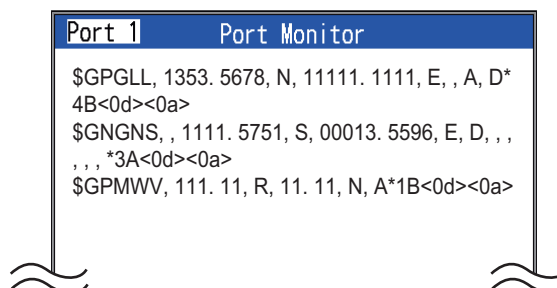 Port 1 Port Monitor
$GPGLL, 1353. 5678, N, 11111. 1111, E, , A, D*
4B<0d><0a>
$GNGNS, , 1111. 5751, S, 00013. 5596, E, D, , ,
, , , *3A<0d><0a>
$GPMWV, 111. 11, R, 11. 11, N, A*1B<0d><0a>